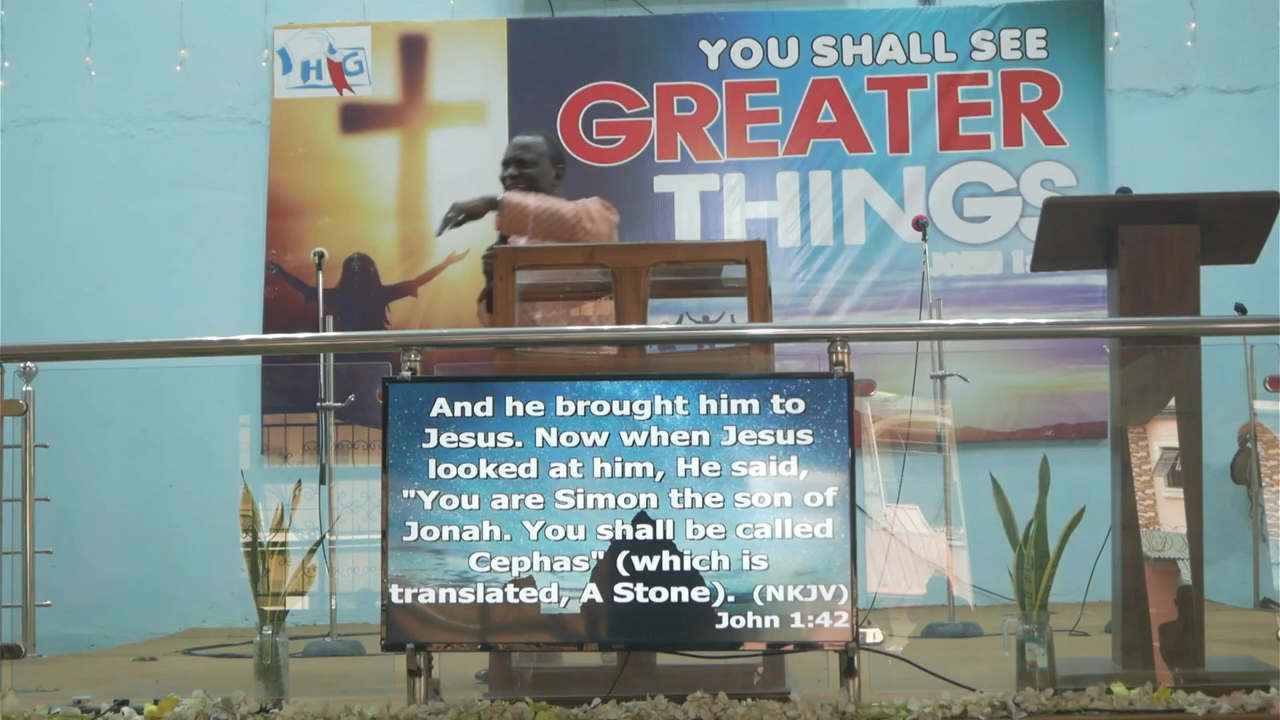 HG
YOU SHALL SEE
GREATER
THINGS
JOHN 1:
And he brought him to
Jesus. Now when Jesus
looked at him, He said,
"You are Simon the son of
Jonah. You shall be called
Cephas" (which is
translated, A Stone). (NKJV)
John 1:42